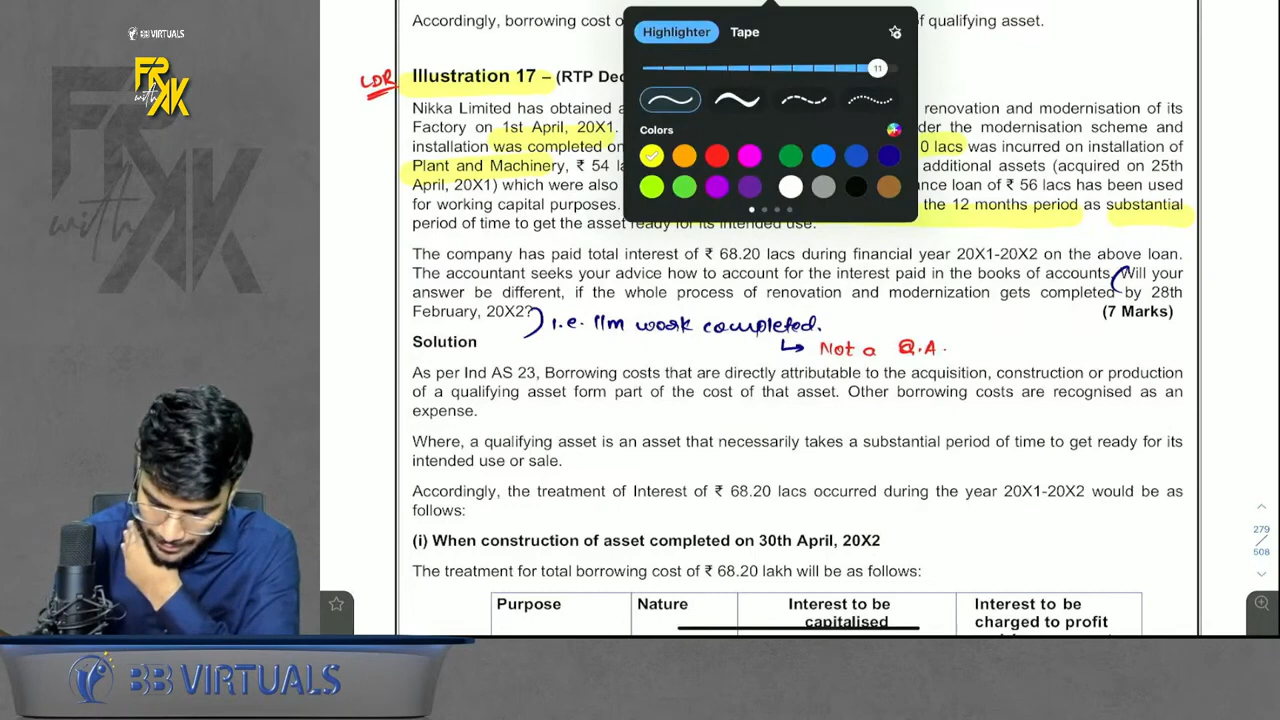 BB VIRTUALS
FR
with
AK
FR
with
AK
Accordingly, borrowing cost o
of qualifying asset.
Highlighter
Tape
11
Colors
LDR
Illustration 17 – (RTP Dec
Nikka Limited has obtained a
renovation and modernisation of its
Factory on 1st April, 20X1.
der the modernisation scheme and
installation was completed on
0 lacs was incurred on installation of
Plant and Machinery, ₹ 54 la
additional assets (acquired on 25th
April, 20X1) which were also
ance loan of ₹ 56 lacs has been used
for working capital purposes.
the 12 months period as substantial
period of time to get the asset ready for its intended use.
The company has paid total interest of ₹ 68.20 lacs during financial year 20X1-20X2 on the above loan.
The accountant seeks your advice how to account for the interest paid in the books of accounts. Will your
answer be different, if the whole process of renovation and modernization gets completed by 28th
February, 20X2?
(7 Marks)
i.e. 11m work completed.
Solution
↳ Not a Q.A.
As per Ind AS 23, Borrowing costs that are directly attributable to the acquisition, construction or production
of a qualifying asset form part of the cost of that asset. Other borrowing costs are recognised as an
expense.
Where, a qualifying asset is an asset that necessarily takes a substantial period of time to get ready for its
intended use or sale.
Accordingly, the treatment of Interest of ₹ 68.20 lacs occurred during the year 20X1-20X2 would be as
follows:
(i) When construction of asset completed on 30th April, 20X2
The treatment for total borrowing cost of ₹ 68.20 lakh will be as follows:
Purpose
Nature
Interest to be
capitalised
Interest to be
charged to profit
279
508
BB VIRTUALS